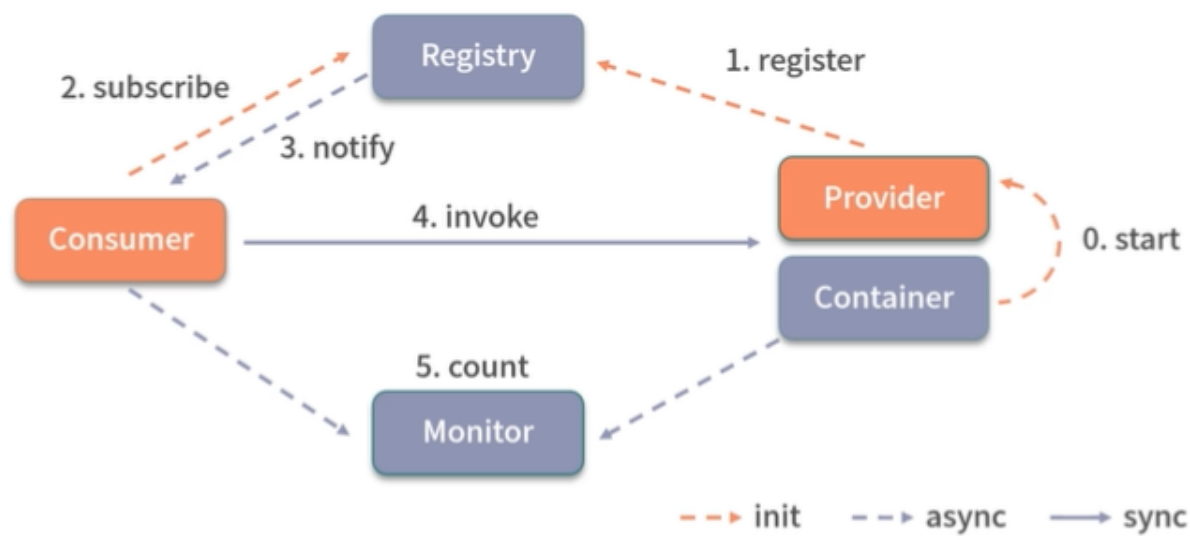 Registry
1. register
2. subscribe
3. notify
Provider
4. invoke
Consumer
0. start
Container
5. count
Monitor
init
async
sync